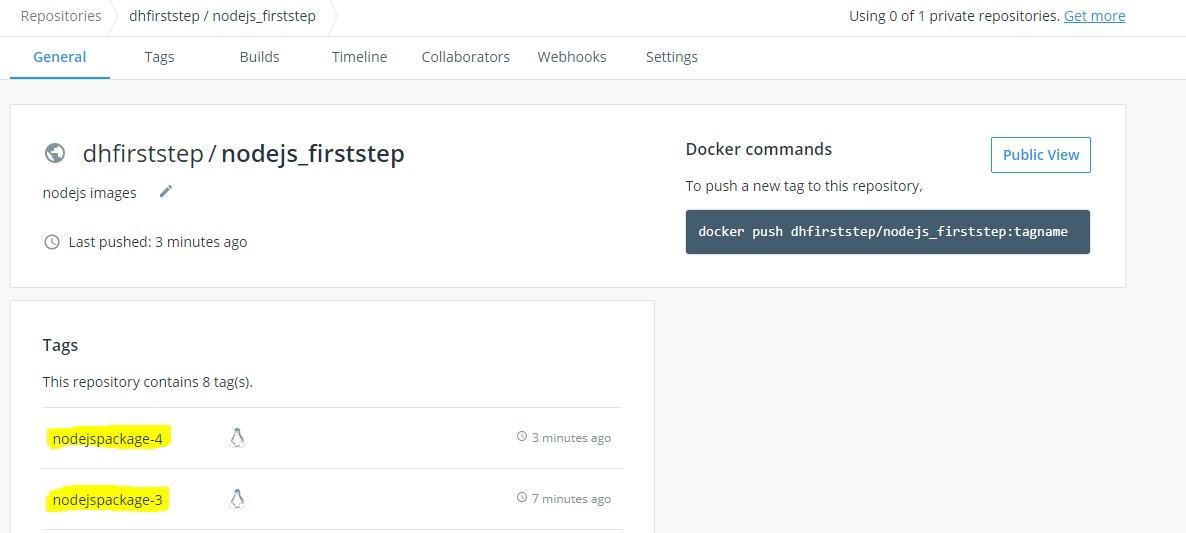 Repositories dhfirststep / nodejs_firststep Using 0 of 1 private repositories. Get more
General Tags Builds Timeline Collaborators Webhooks Settings
dhfirststep / nodejs_firststep
nodejs images
Last pushed: 3 minutes ago
Docker commands
Public View
To push a new tag to this repository,
docker push dhfirststep/nodejs_firststep:tagname
Tags
This repository contains 8 tag(s).
nodejspackage-4 3 minutes ago
nodejspackage-3 7 minutes ago